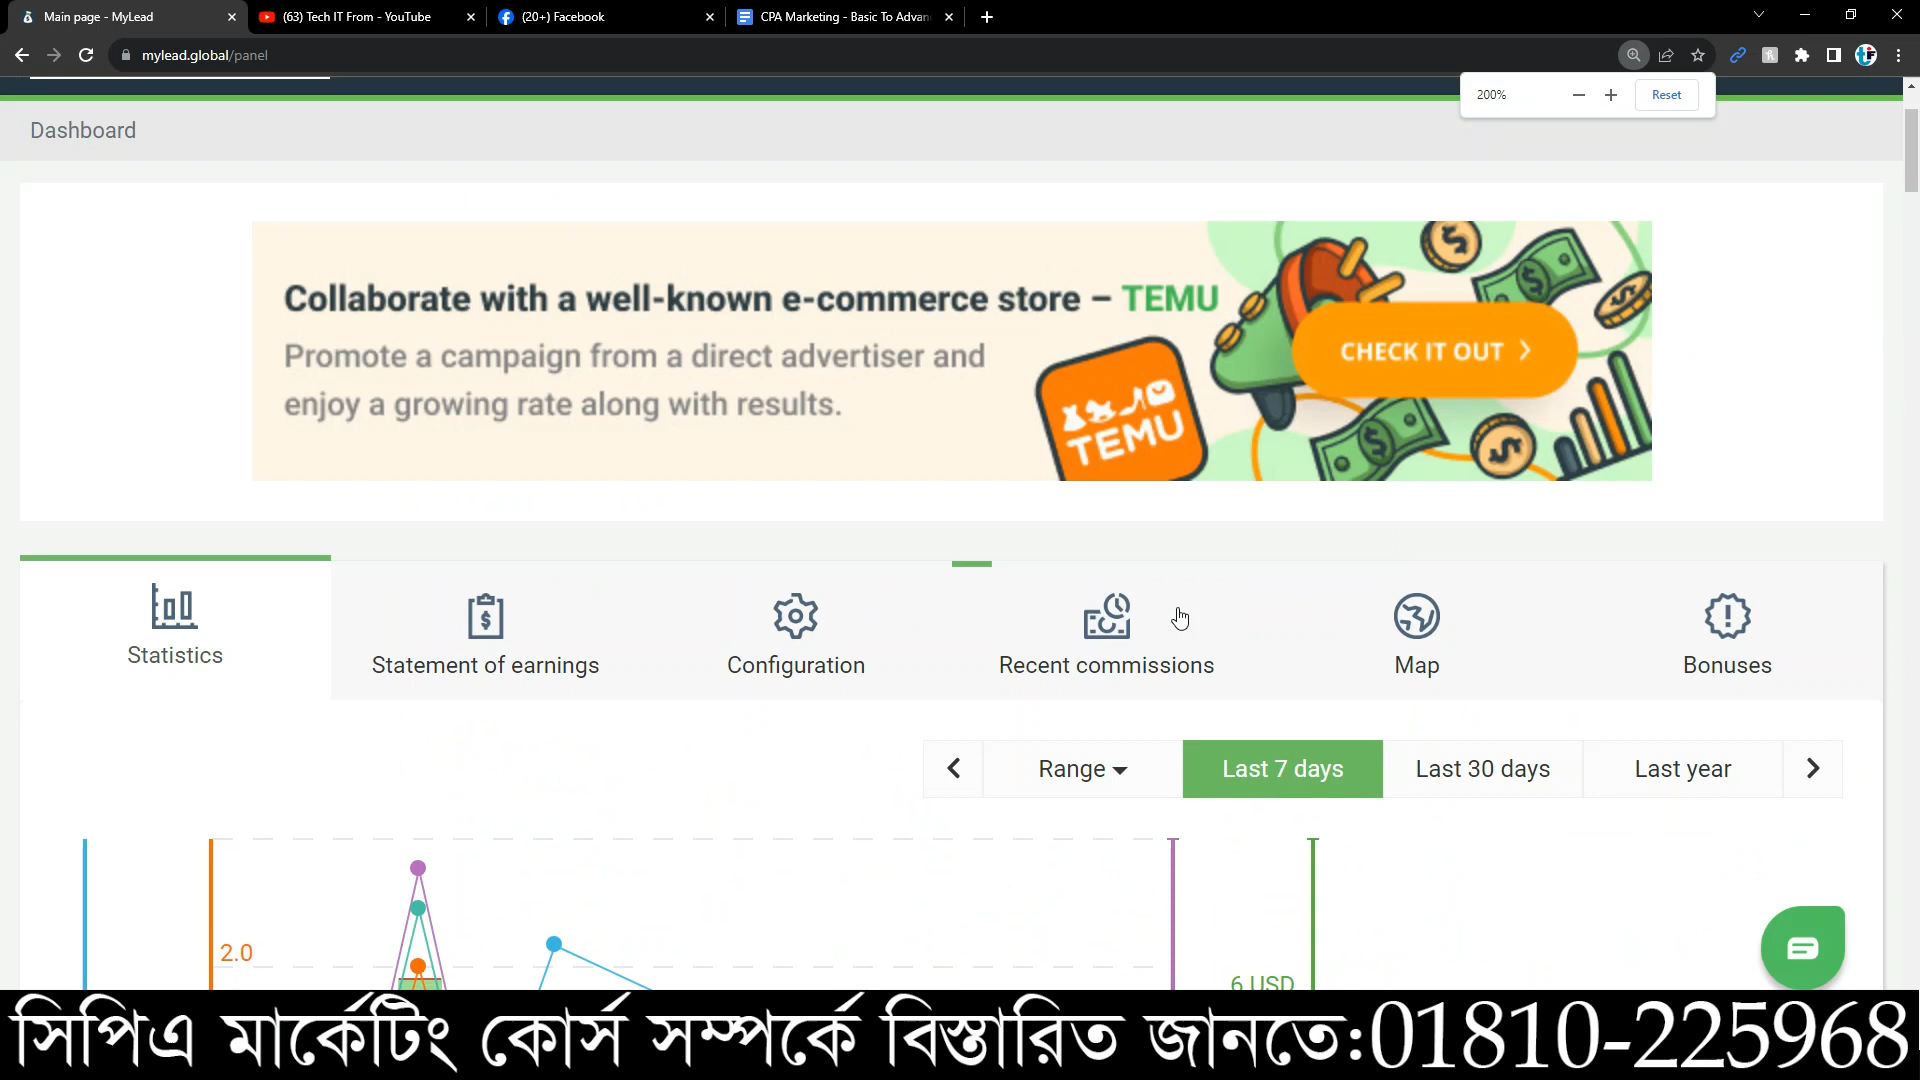 Main page - MyLead
(63) Tech IT From - YouTube
(20+) Facebook
CPA Marketing - Basic To Advan
mylead.global/panel
200%
Reset
Dashboard
Collaborate with a well-known e-commerce store – TEMU
Promote a campaign from a direct advertiser and
enjoy a growing rate along with results.
CHECK IT OUT
TEMU
Statistics
Statement of earnings
Configuration
Recent commissions
Map
Bonuses
Range
Last 7 days
Last 30 days
Last year
2.0
6 USD
সিপিএ মার্কেটিং কোর্স সম্পর্কে বিস্তারিত জানতেঃ01810-225968